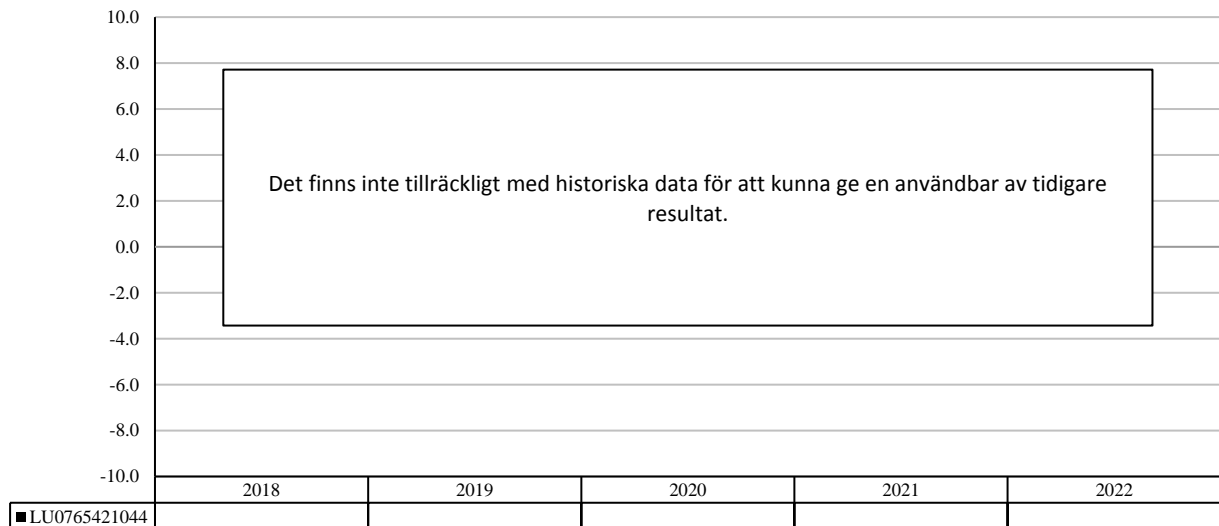 10.0
8.0
6.0
4.0
2.0
0.0
-2.0
-4.0
-6.0
-8.0
-10.0
Det finns inte tillräckligt med historiska data för att kunna ge en användbar av tidigare
resultat.
2018 2019 2020 2021 2022
LU0765421044